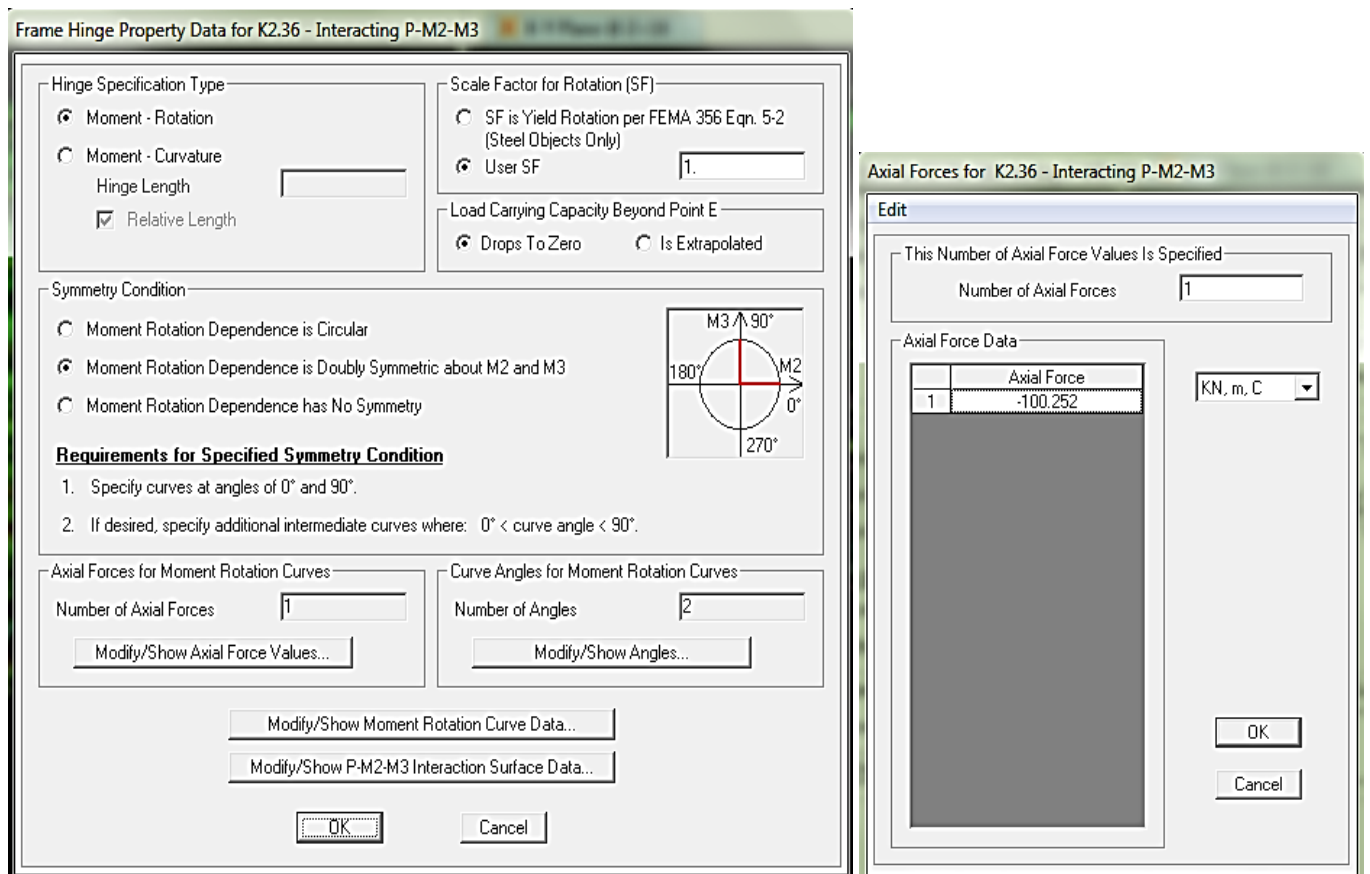 Frame Hinge Property Data for K2.36 - Interacting P-M2-M3
Hinge Specification Type
Moment - Rotation
Moment - Curvature
Hinge Length
Relative Length
Scale Factor for Rotation (SF)
SF is Yield Rotation per FEMA 356 Eqn. 5-2
(Steel Objects Only)
User SF
1.
Load Carrying Capacity Beyond Point E
Drops To Zero
Is Extrapolated
Symmetry Condition
Moment Rotation Dependence is Circular
Moment Rotation Dependence is Doubly Symmetric about M2 and M3
Moment Rotation Dependence has No Symmetry
M3 90°
180°
M2
0°
270°
Requirements for Specified Symmetry Condition
1. Specify curves at angles of 0° and 90°.
2. If desired, specify additional intermediate curves where: 0° < curve angle < 90°.
Axial Forces for Moment Rotation Curves
Number of Axial Forces 1
Modify/Show Axial Force Values...
Curve Angles for Moment Rotation Curves
Number of Angles 2
Modify/Show Angles...
Modify/Show Moment Rotation Curve Data...
Modify/Show P-M2-M3 Interaction Surface Data...
OK Cancel
Axial Forces for K2.36 - Interacting P-M2-M3
Edit
This Number of Axial Force Values Is Specified
Number of Axial Forces 1
Axial Force Data
Axial Force
1 -100.252
KN, m, C
OK
Cancel